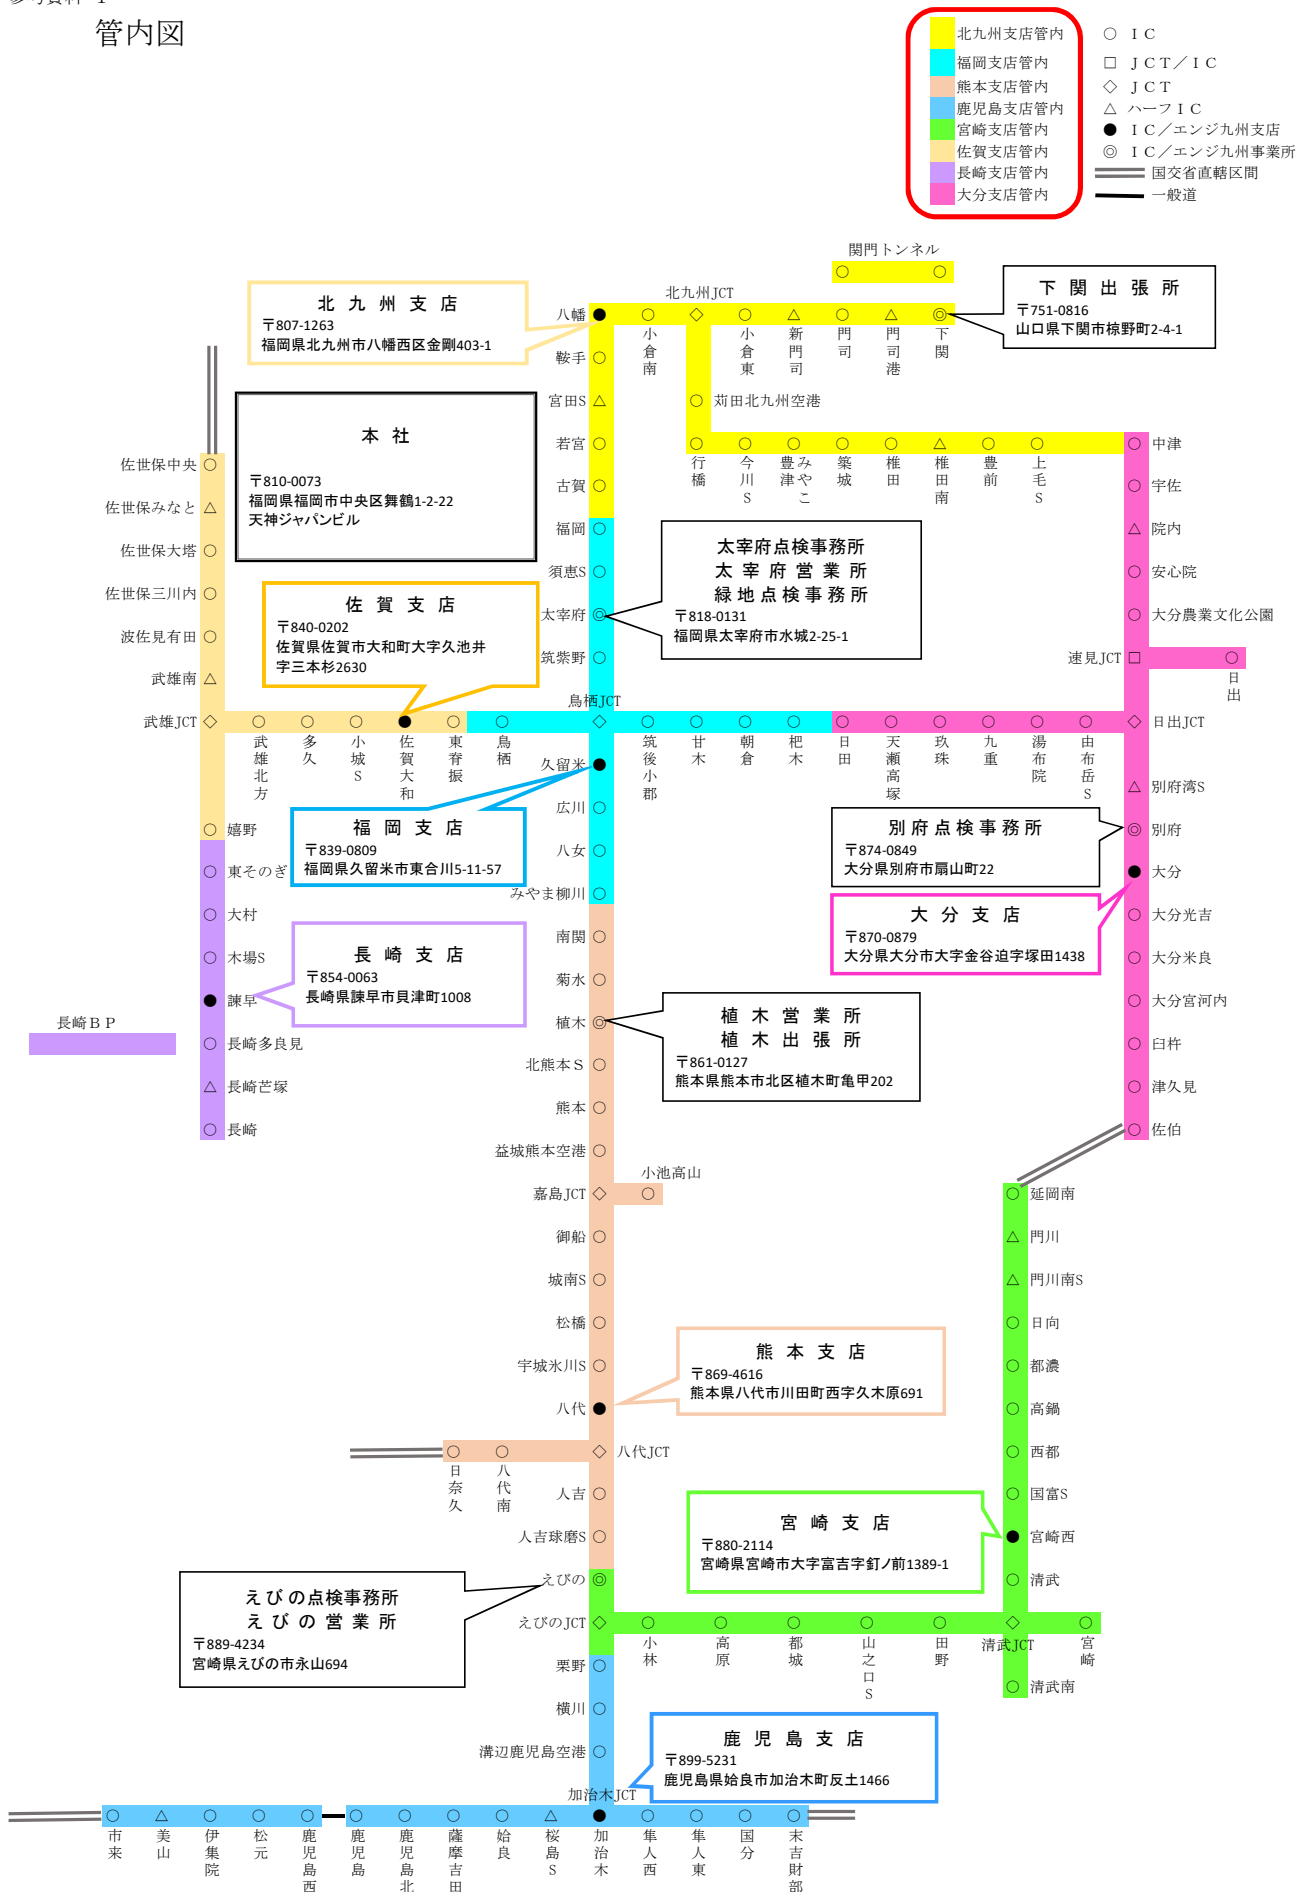 参考資料-1
管内図
北九州支店管内
福岡支店管内
熊本支店管内
鹿児島支店管内
宮崎支店管内
佐賀支店管内
長崎支店管内
大分支店管内
ＩＣ
ＪＣＴ／ＩＣ
ＪＣＴ
ハーフＩＣ
ＩＣ／エンジ九州支店
ＩＣ／エンジ九州事業所
国交省直轄区間
一般道
関門トンネル
北九州支店
〒807-1263
福岡県北九州市八幡西区金剛403-1
下関出張所
〒751-0816
山口県下関市椋野町2-4-1
北九州JCT
八幡
小倉南
小倉東
新門司
門司
門司港
下関
鞍手
宮田S
若宮
古賀
苅田北九州空港
行橋
今川S
みやこ
豊津
築城
椎田
椎田南
豊前
上毛S
中津
宇佐
院内
安心院
大分農業文化公園
速見JCT
日出
日出JCT
別府湾S
別府
大分
大分光吉
大分米良
大分宮河内
臼杵
津久見
佐伯
本社
〒810-0073
福岡県福岡市中央区舞鶴1-2-22
天神ジャパンビル
佐世保中央
佐世保みなと
佐世保大塔
佐世保三川内
波佐見有田
武雄南
武雄JCT
福岡
須恵S
太宰府
筑紫野
鳥栖JCT
太宰府点検事務所
太宰府営業所
緑地点検事務所
〒818-0131
福岡県太宰府市水城2-25-1
佐賀支店
〒840-0202
佐賀県佐賀市大和町大字久池井
字三本杉2630
武雄北方
多久
小城S
佐賀大和
東脊振
鳥栖
筑後小郡
甘木
朝倉
杷木
日田
天瀬高塚
玖珠
九重
湯布院
由布岳S
久留米
広川
八女
みやま柳川
福岡支店
〒839-0809
福岡県久留米市東合川5-11-57
別府点検事務所
〒874-0849
大分県別府市扇山町22
大分支店
〒870-0879
大分県大分市大字金谷迫字塚田1438
嬉野
東そのぎ
大村
木場S
諫早
長崎多良見
長崎芒塚
長崎
長崎ＢＰ
長崎支店
〒854-0063
長崎県諫早市貝津町1008
南関
菊水
植木
北熊本Ｓ
熊本
益城熊本空港
嘉島JCT
小池高山
御船
城南S
松橋
宇城氷川S
八代
八代JCT
日奈久
八代南
人吉
人吉球磨S
植木営業所
植木出張所
〒861-0127
熊本県熊本市北区植木町亀甲202
熊本支店
〒869-4616
熊本県八代市川田町西字久木原691
延岡南
門川
門川南S
日向
都濃
高鍋
西都
国富S
宮崎西
清武
清武JCT
宮崎
清武南
宮崎支店
〒880-2114
宮崎県宮崎市大字富吉字釘ノ前1389-1
えびの点検事務所
えびの営業所
〒889-4234
宮崎県えびの市永山694
えびの
えびのJCT
小林
高原
都城
山之口S
田野
栗野
横川
溝辺鹿児島空港
加治木JCT
鹿児島支店
〒899-5231
鹿児島県姶良市加治木町反土1466
市来
美山
伊集院
松元
鹿児島西
鹿児島
鹿児島北
薩摩吉田
姶良
桜島S
加治木
隼人西
隼人東
国分
末吉財部